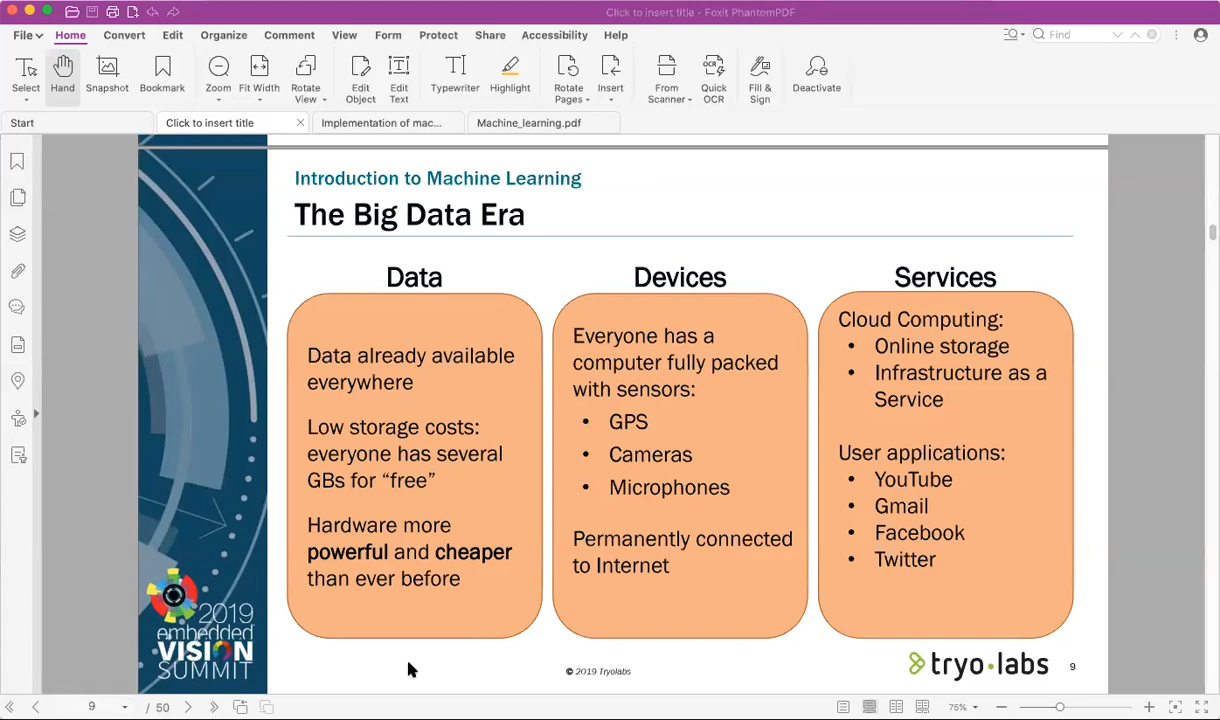 Click to insert title - Foxit PhantomPDF
File Home Convert Edit Organize Comment View Form Protect Share Accessibility Help
Find
Select Hand Snapshot Bookmark Zoom Fit Width Rotate View Edit Object Edit Text Typewriter Highlight Rotate Pages Insert From Scanner Quick OCR Fill & Sign Deactivate
Start Click to insert title Implementation of mac... Machine_learning.pdf
Introduction to Machine Learning
The Big Data Era
Data
Data already available
everywhere
Low storage costs:
everyone has several
GBs for “free”
Hardware more
powerful and cheaper
than ever before
Devices
Everyone has a
computer fully packed
with sensors:
• GPS
• Cameras
• Microphones
Permanently connected
to Internet
Services
Cloud Computing:
• Online storage
• Infrastructure as a
Service
User applications:
• YouTube
• Gmail
• Facebook
• Twitter
2019
embedded
VISION
SUMMIT
© 2019 Tryolabs
tryo·labs
9
9 / 50
75%